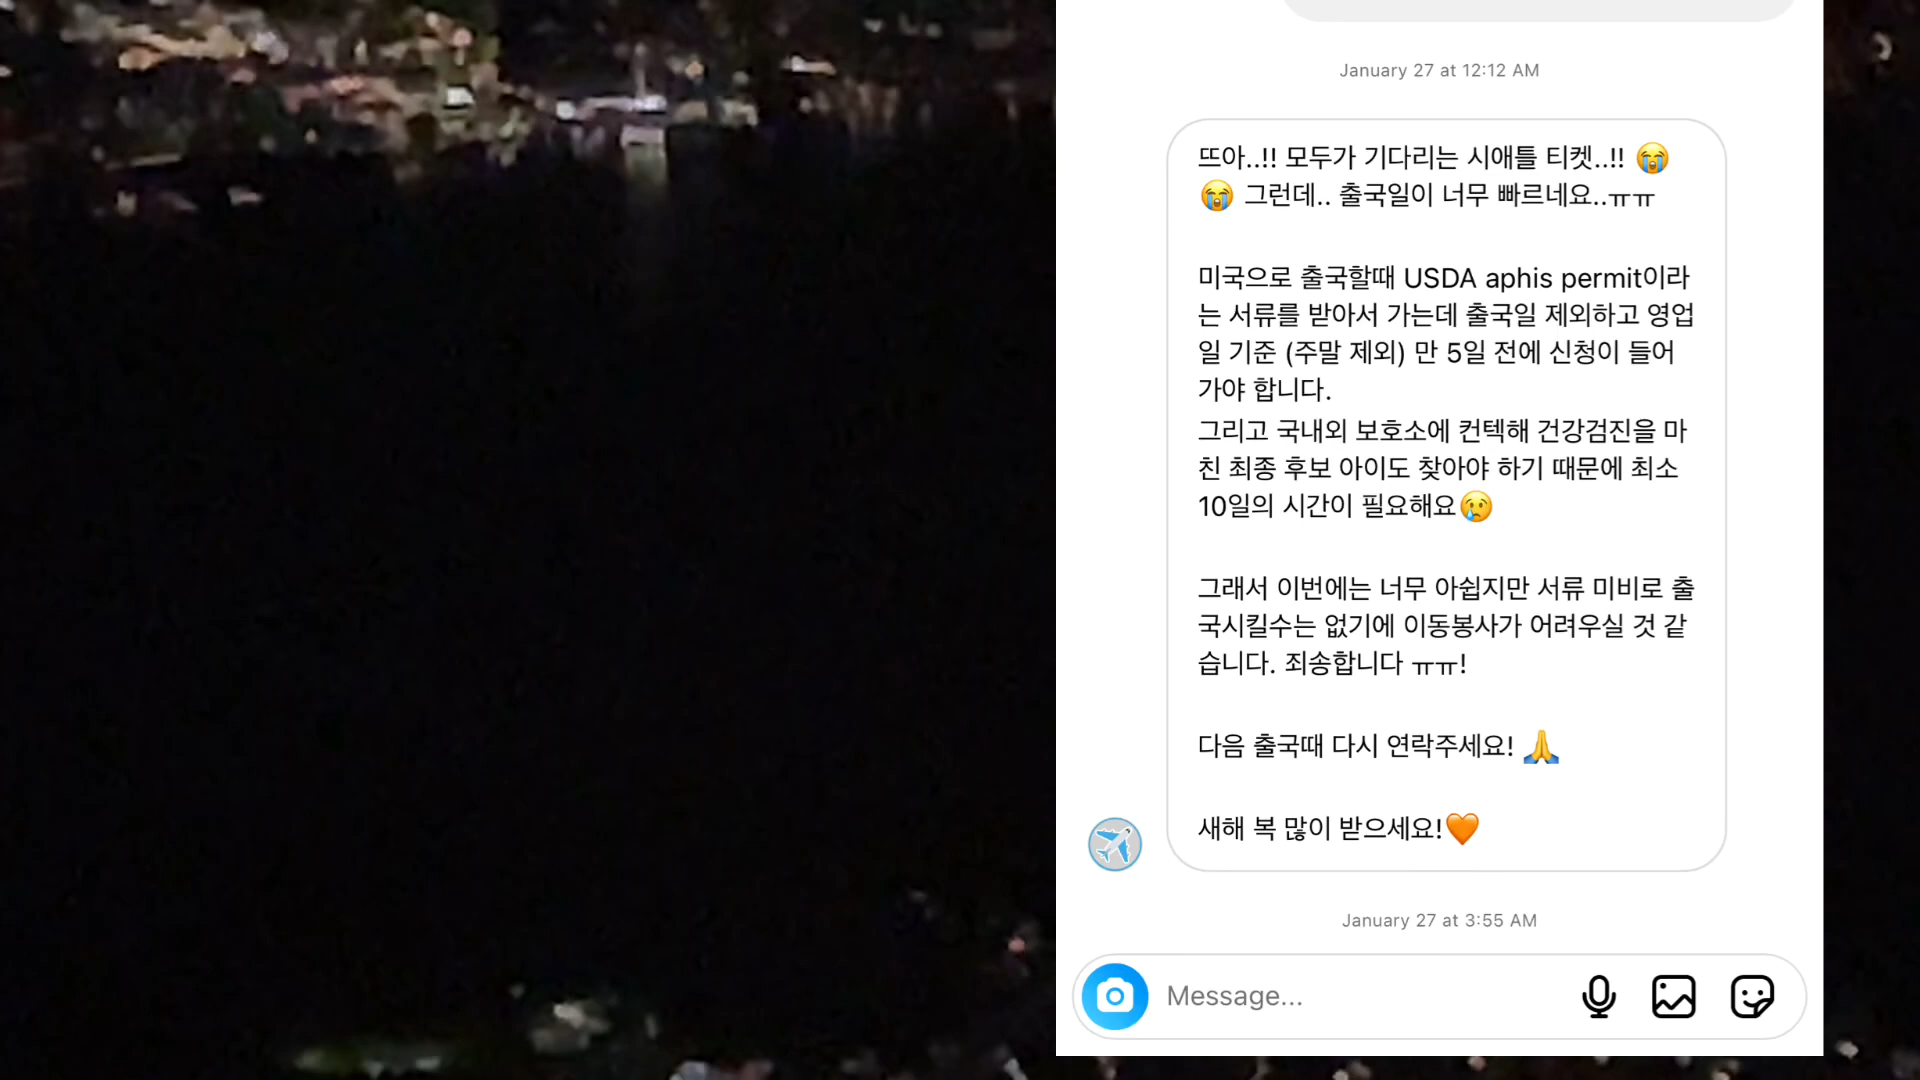 January 27 at 12:12 AM
뜨아..!! 모두가 기다리는 시애틀 티켓..!! 😭
😭 그런데.. 출국일이 너무 빠르네요..ㅠㅠ
미국으로 출국할때 USDA aphis permit이라
는 서류를 받아서 가는데 출국일 제외하고 영업
일 기준 (주말 제외) 만 5일 전에 신청이 들어
가야 합니다.
그리고 국내외 보호소에 컨텍해 건강검진을 마
친 최종 후보 아이도 찾아야 하기 때문에 최소
10일의 시간이 필요해요😢
그래서 이번에는 너무 아쉽지만 서류 미비로 출
국시킬수는 없기에 이동봉사가 어려우실 것 같
습니다. 죄송합니다 ㅠㅠ!
다음 출국때 다시 연락주세요! 🙏
새해 복 많이 받으세요!🧡
January 27 at 3:55 AM
Message...